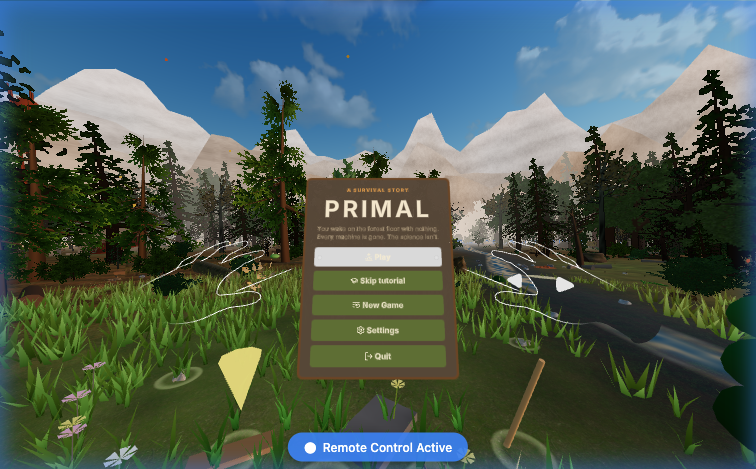 A SURVIVAL STORY
PRIMAL
You wake on the forest floor with nothing.
Every machine is gone. The science isn't.
Play
Skip tutorial
New Game
Settings
Quit
Remote Control Active